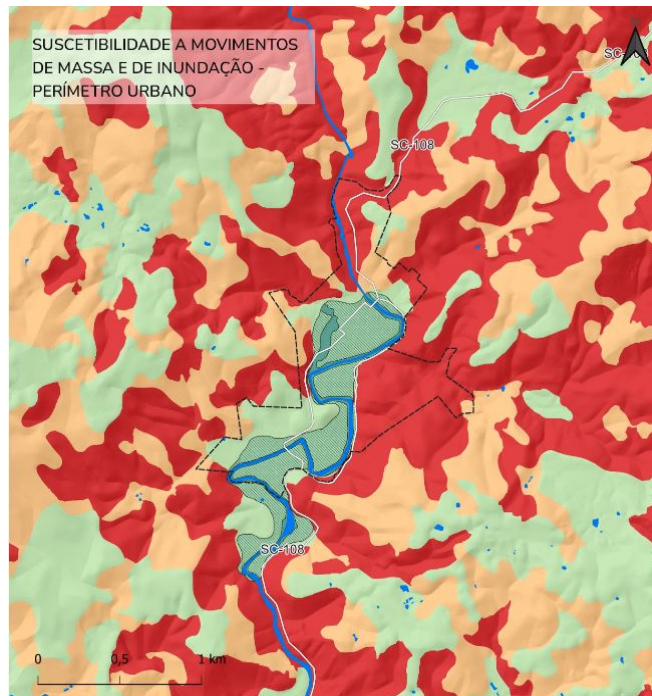 SUSCETIBILIDADE A MOVIMENTOS
DE MASSA E DE INUNDAÇÃO -
PERÍMETRO URBANO
SC-108
SC-108
0 0,5 1 km